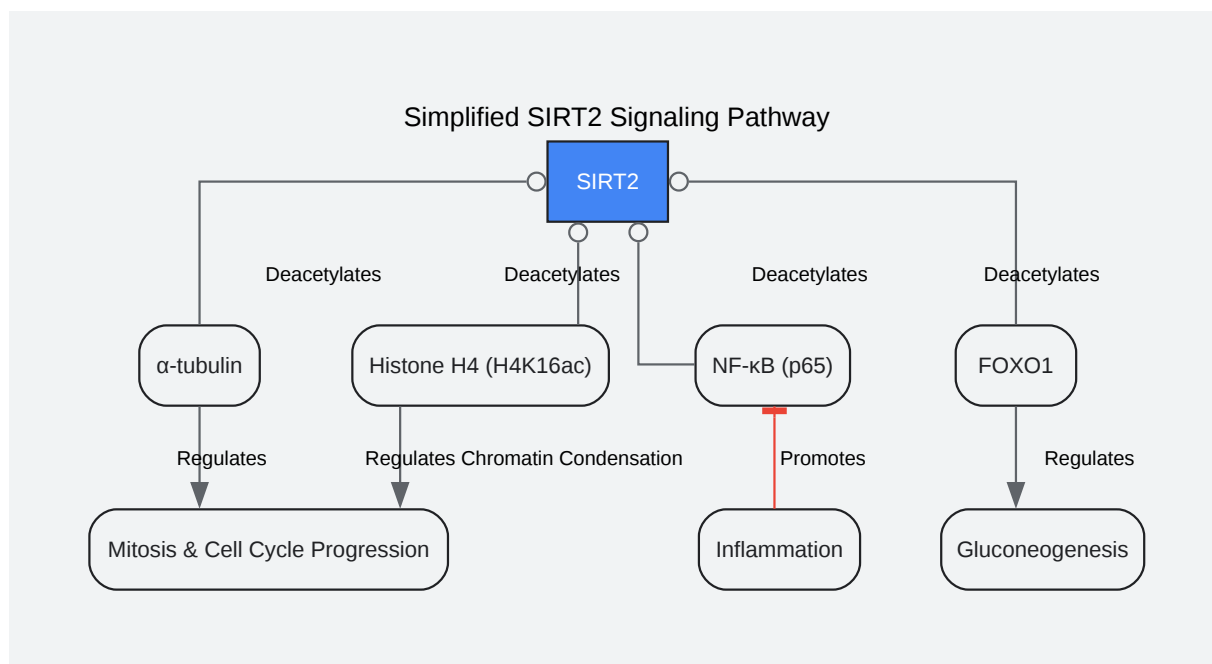 Simplified SIRT2 Signaling Pathway
SIRT2
Deacetylates
Deacetylates
Deacetylates
Deacetylates
α-tubulin
Histone H4 (H4K16ac)
NF-κB (p65)
FOXO1
Regulates
Regulates Chromatin Condensation
Promotes
Regulates
Mitosis & Cell Cycle Progression
Inflammation
Gluconeogenesis